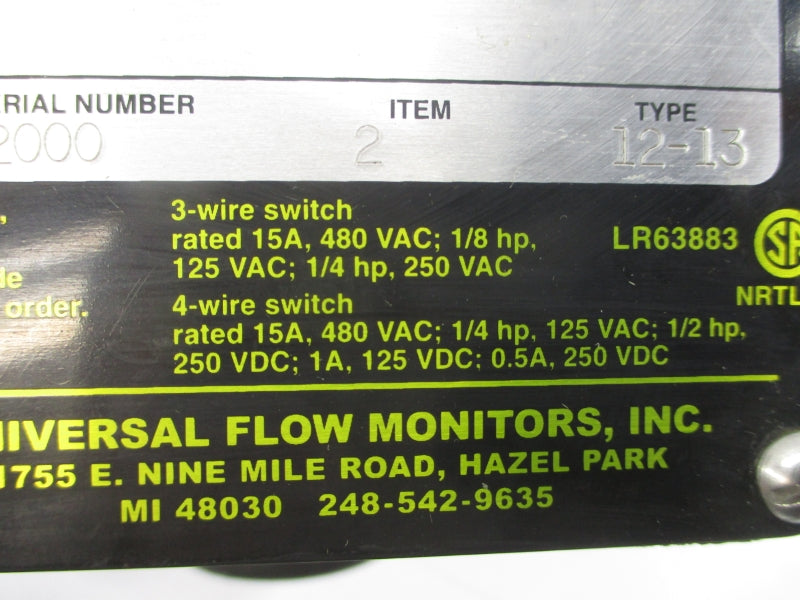 ERIAL NUMBER ITEM TYPE
2000 2 12-13
3-wire switch
rated 15A, 480 VAC; 1/8 hp,
125 VAC; 1/4 hp, 250 VAC
LR63883 SA
NRTL
de
order.
4-wire switch
rated 15A, 480 VAC; 1/4 hp, 125 VAC; 1/2 hp,
250 VDC; 1A, 125 VDC; 0.5A, 250 VDC
NIVERSAL FLOW MONITORS, INC.
1755 E. NINE MILE ROAD, HAZEL PARK
MI 48030 248-542-9635